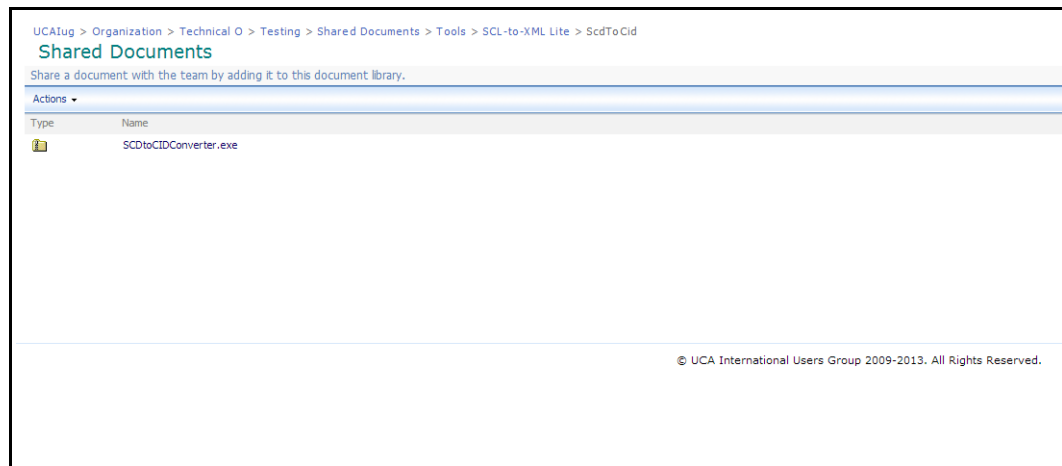 UCAIug > Organization > Technical O > Testing > Shared Documents > Tools > SCL-to-XML Lite > ScdToCid
Shared Documents
Share a document with the team by adding it to this document library.
Actions
Type Name
SCDtoCIDConverter.exe
© UCA International Users Group 2009-2013. All Rights Reserved.